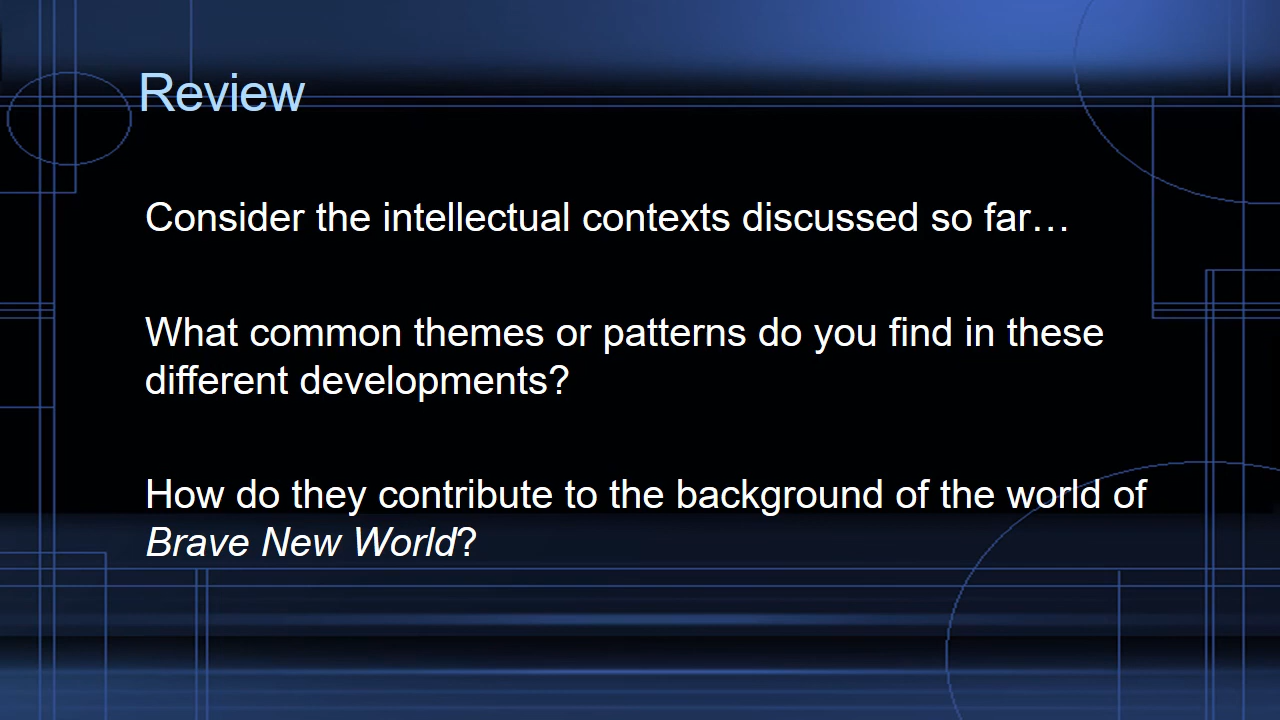 Review
Consider the intellectual contexts discussed so far…
What common themes or patterns do you find in these
different developments?
How do they contribute to the background of the world of
Brave New World?